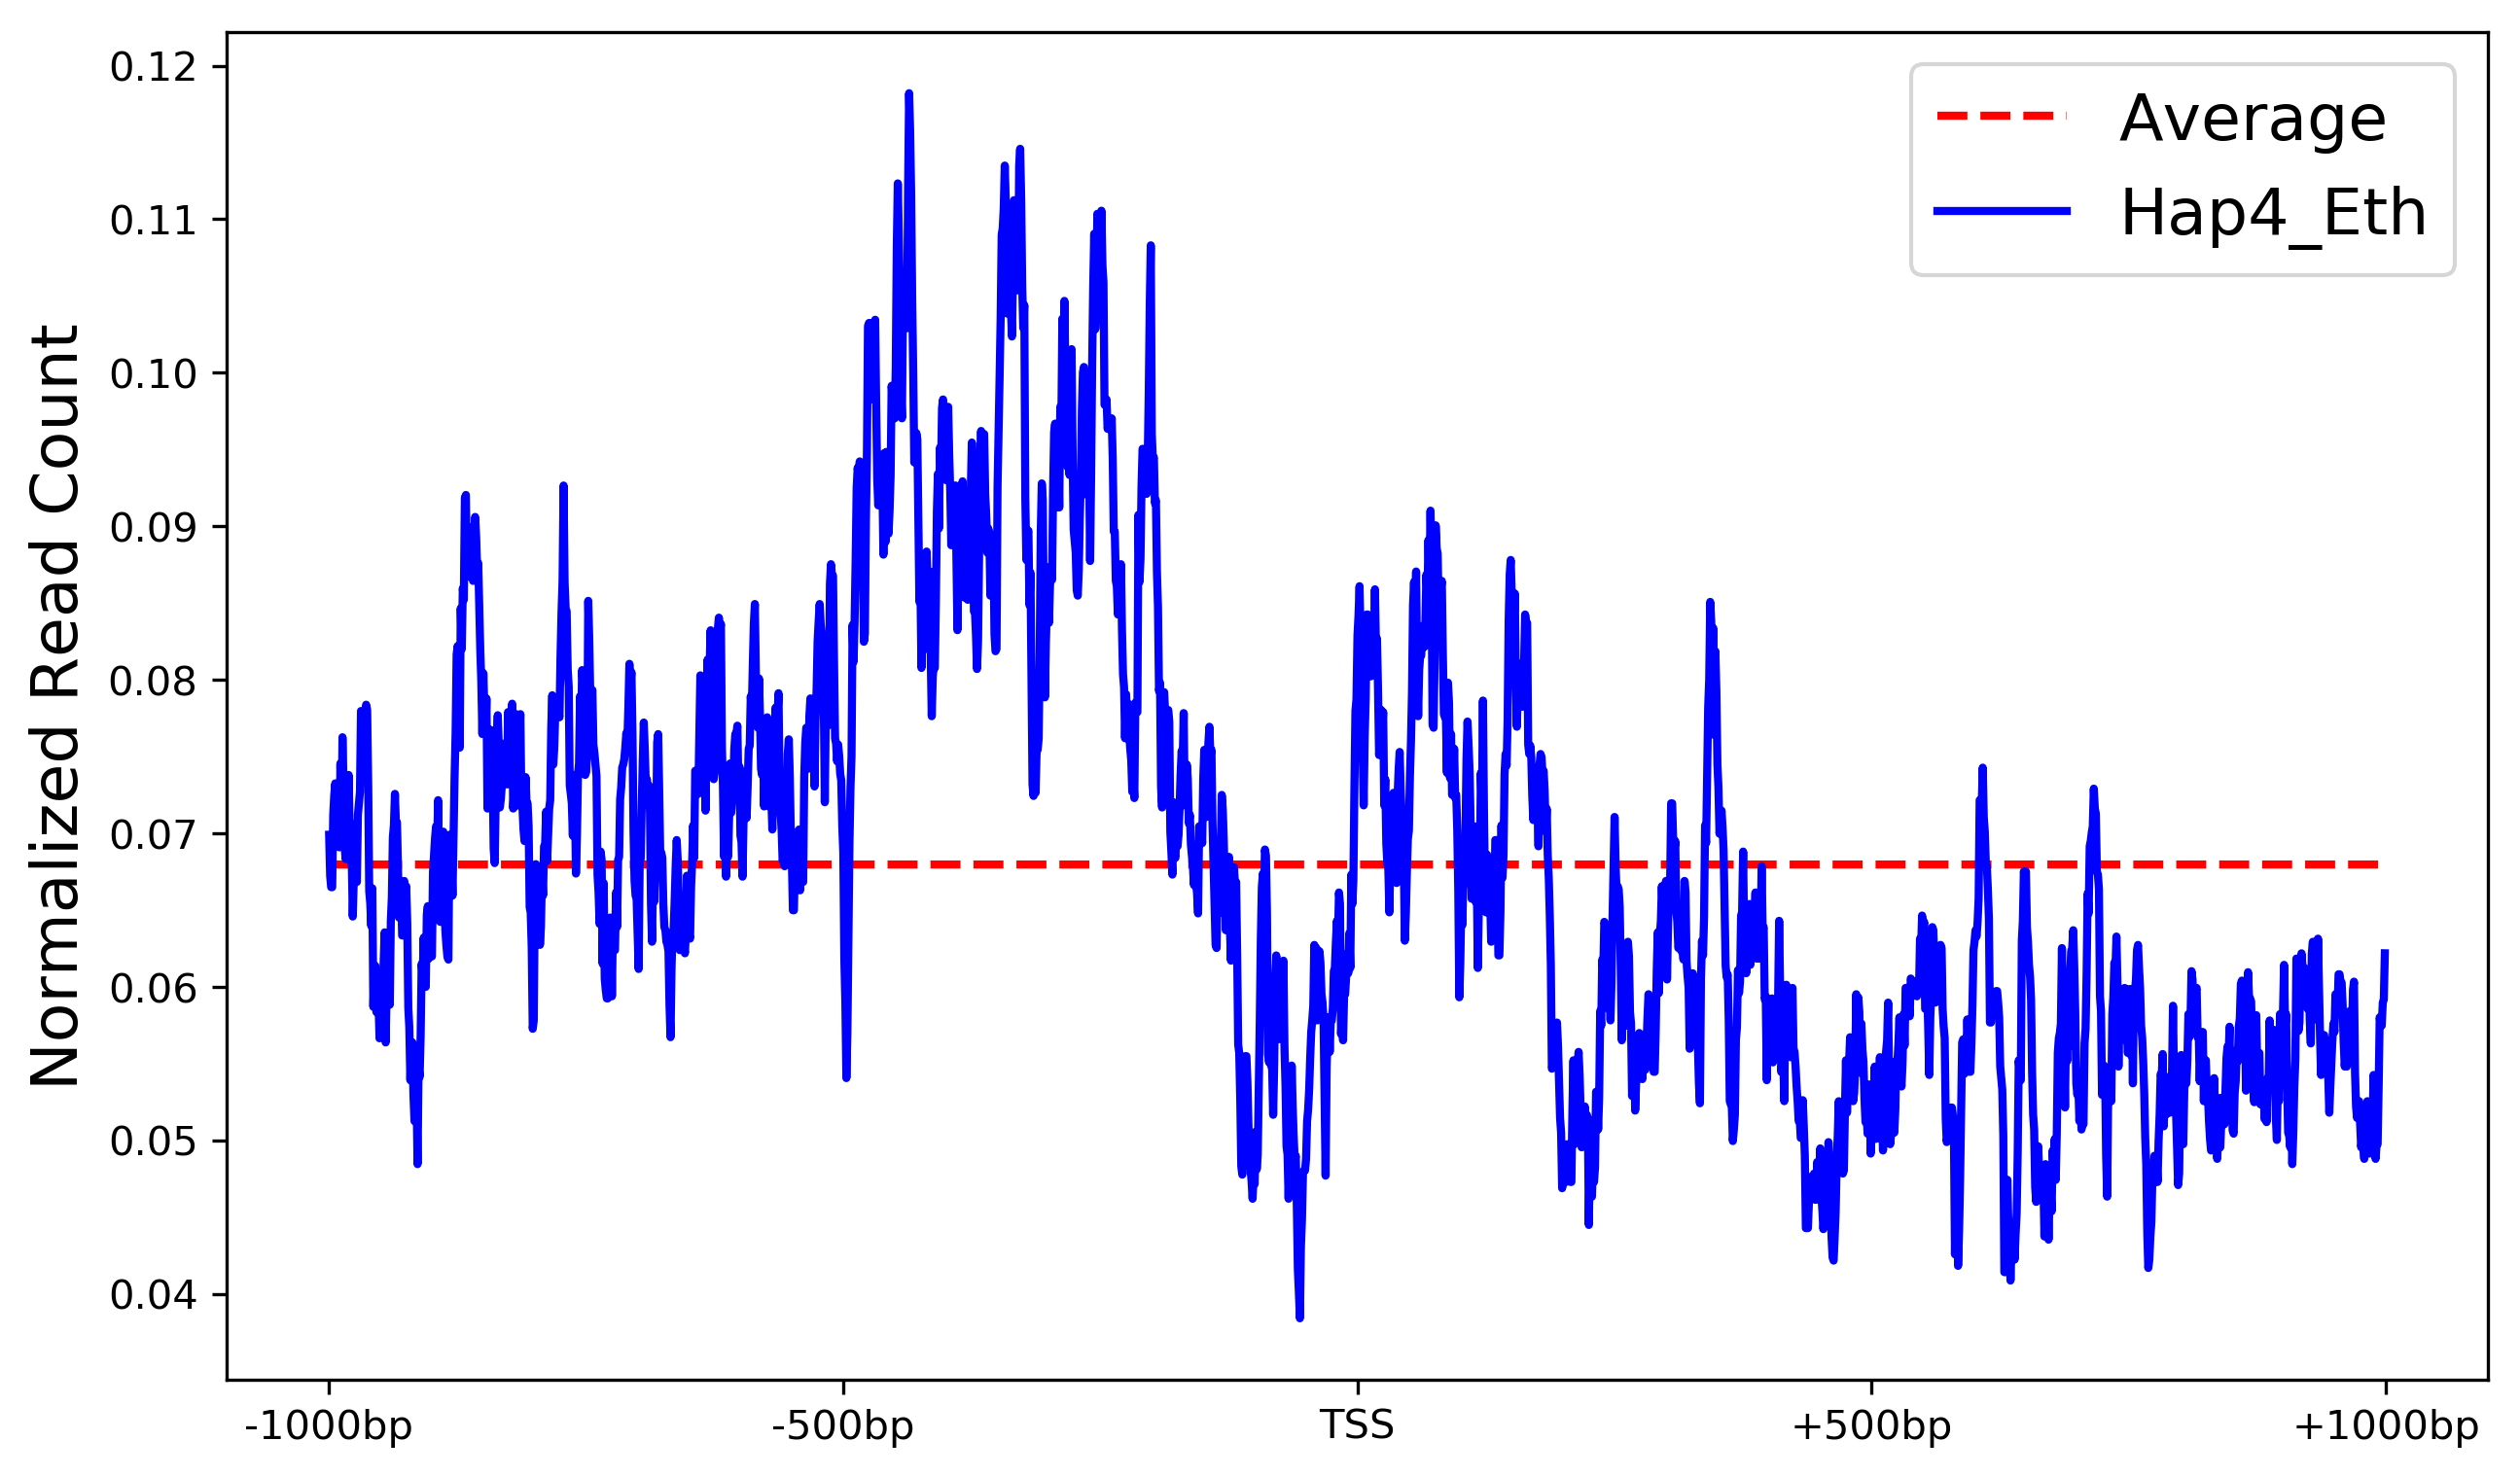 Normalized Read Count
0.12
0.11
0.10
0.09
0.08
0.07
0.06
0.05
0.04
-1000bp
-500bp
TSS
+500bp
+1000bp
Average
Hap4_Eth